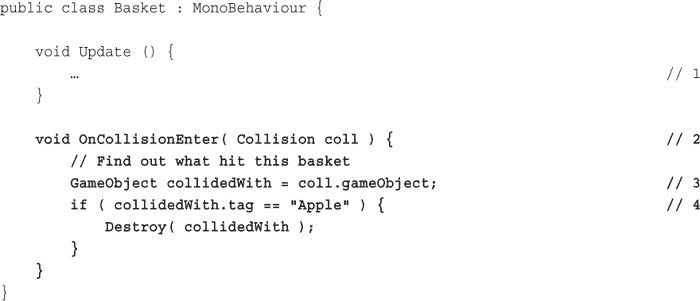 public class Basket : MonoBehaviour {
void Update () {
… // 1
}
void OnCollisionEnter( Collision coll ) { // 2
// Find out what hit this basket
GameObject collidedWith = coll.gameObject; // 3
if ( collidedWith.tag == "Apple" ) { // 4
Destroy( collidedWith );
}
}
}